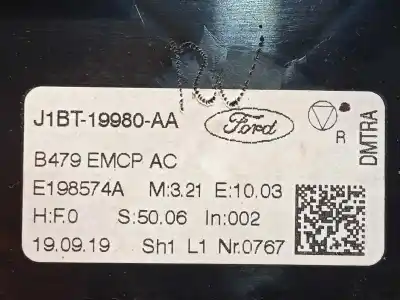 J1BT-19980-AA
Ford
R
DMTRA
B479 EMCP AC
E198574A M:3.21 E:10.03
H:F.0 S:50.06 In:002
19.09.19 Sh1 L1 Nr.0767